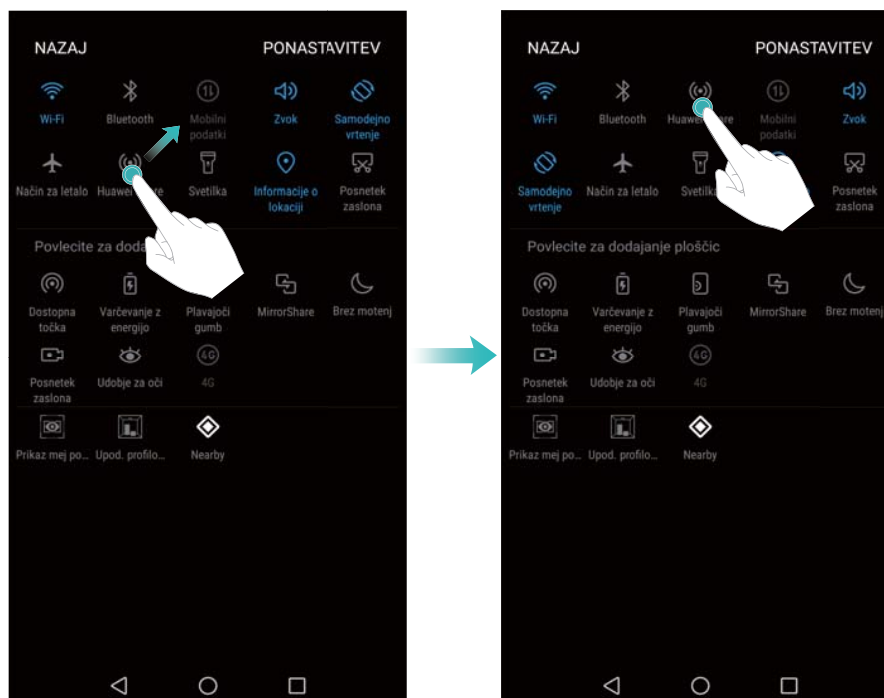 NAZAJ PONASTAVITEV
Wi-Fi Bluetooth Mobilni Zvok Samodejno
podatki vrtenje
Način za letalo Huawei Svetilka Informacije o Posnetek
lokaciji zaslona
Povlecite za
Dostopna Varčevanje z Plavajoči MirrorShare Brez motenj
točka energijo gumb
Posnetek Udobje za oči 4G
zaslona
Prikaz mej po… Upod. profilo… Nearby
NAZAJ PONASTAVITEV
Wi-Fi Bluetooth Huawei Mobilni Zvok
podatki
Samodejno Način za letalo Posnetek
vrtenje zaslona
Povlecite za dodajanje ploščic
Dostopna Varčevanje z Plavajoči MirrorShare Brez motenj
točka energijo gumb
Posnetek Udobje za oči 4G
zaslona
Prikaz mej po… Upod. profilo… Nearby